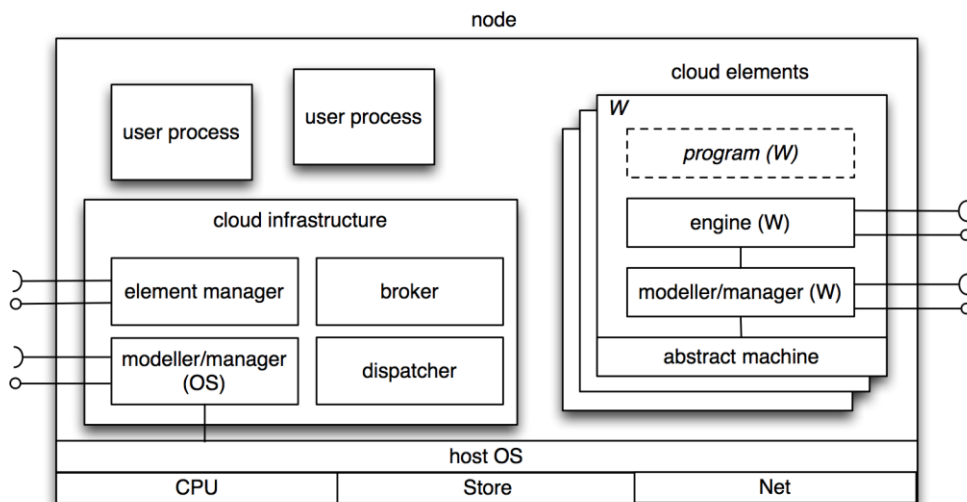 node
user process
user process
cloud elements
W
program (W)
engine (W)
modeller/manager (W)
abstract machine
cloud infrastructure
element manager
broker
modeller/manager
(OS)
dispatcher
host OS
CPU
Store
Net